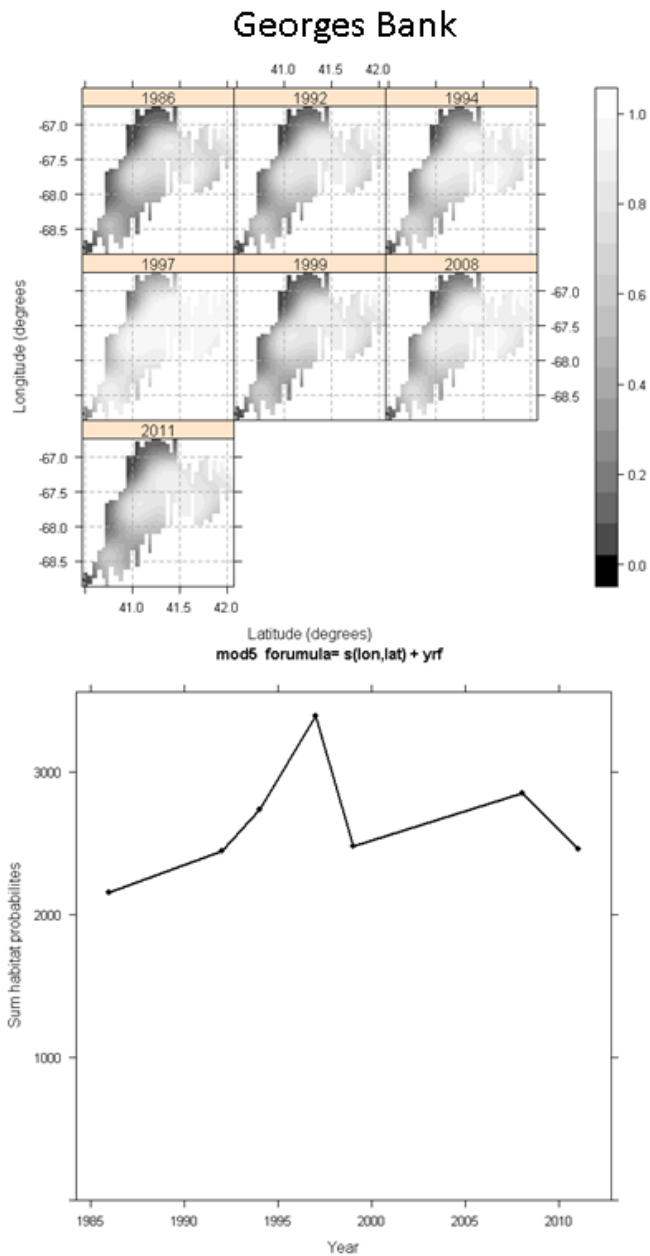 Georges Bank
41.0 41.5 42.0
1986 1992 1994
-67.0
-67.5
-68.0
-68.5
1997 1999 2008
-67.0
-67.5
-68.0
-68.5
2011
-67.0
-67.5
-68.0
-68.5
41.0 41.5 42.0
Longitude (degrees
Latitude (degrees)
mod5 forumula= s(lon,lat) + yrf
1.0
0.8
0.6
0.4
0.2
0.0
Sum habitat probabilites
3000
2000
1000
1985 1990 1995 2000 2005 2010
Year